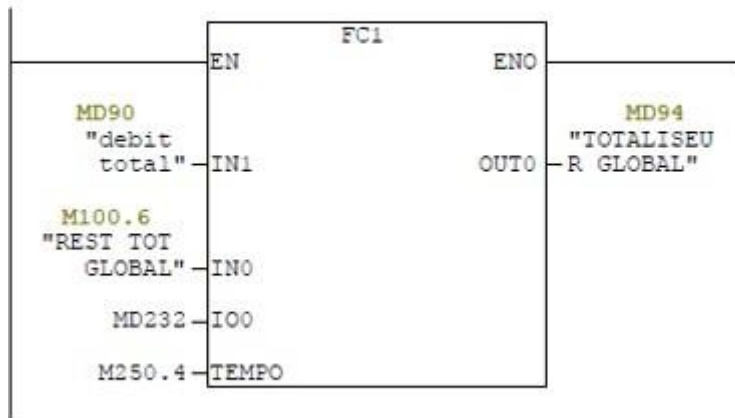 FC1
EN ENO
MD90 MD94
"debit "TOTALISEU
total" IN1 OUT0 R GLOBAL"
M100.6
"REST TOT
GLOBAL" IN0
MD232 IO0
M250.4 TEMPO